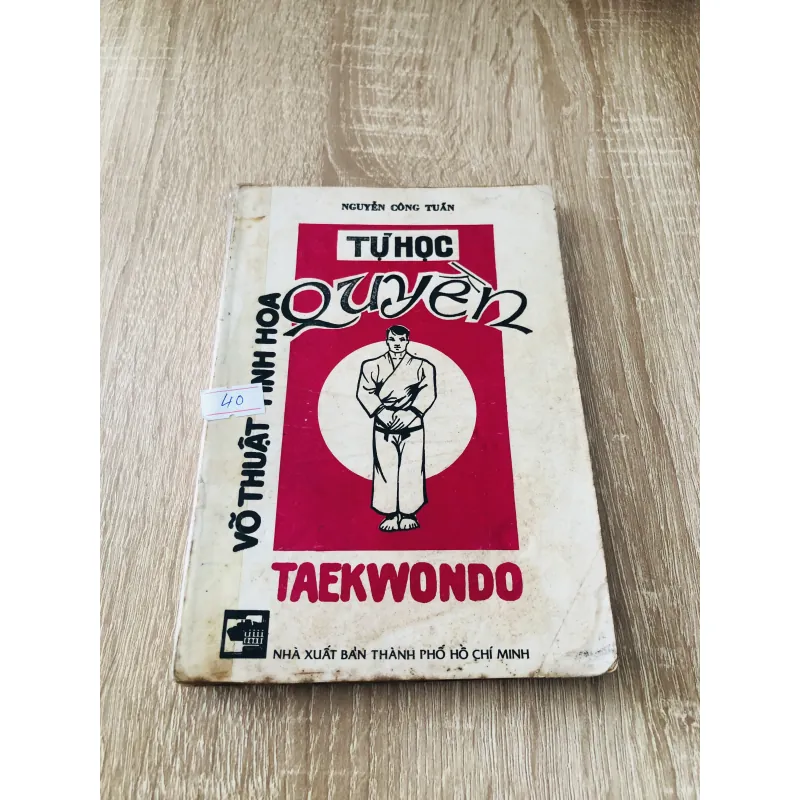 NGUYỄN CÔNG TUẤN
TỰ HỌC
QUYỀN
TAEKWONDO
VÕ THUẬT
HOA
40
NHÀ XUẤT BẢN THÀNH PHỐ HỒ CHÍ MINH